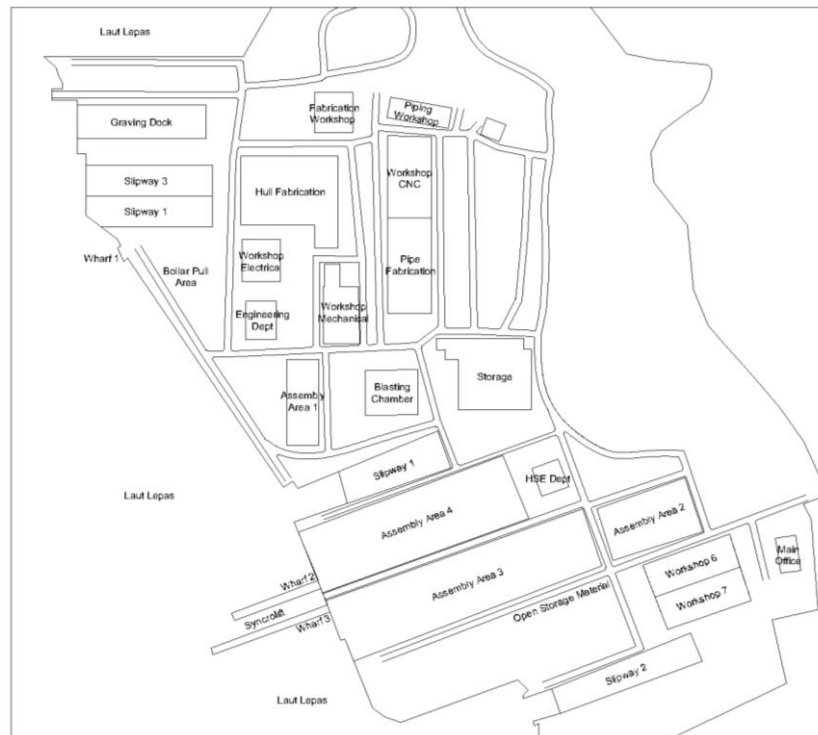 Laut Lepas
Graving Dock
Fabrication
Workshop
Piping
Workshop
Slipway 3
Slipway 1
Hull Fabrication
Workshop
CNC
Wharf 1
Bollar Pull
Area
Workshop
Electrical
Pipe
Fabrication
Engineering
Dept
Workshop
Mechanical
Assembly
Area 1
Blasting
Chamber
Storage
Slipway 1
HSE Dept
Laut Lepas
Assembly Area 4
Assembly Area 2
Main
Office
Wharf 2
Assembly Area 3
Workshop 6
Workshop 7
Syncrolift
Wharf 3
Open Storage Material
Slipway 2
Laut Lepas